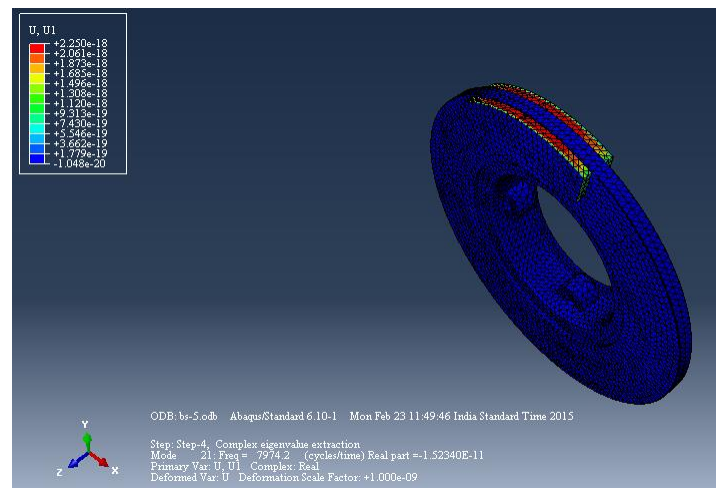 U, U1
+2.250e-18
+2.061e-18
+1.873e-18
+1.685e-18
+1.496e-18
+1.308e-18
+1.120e-18
+9.313e-19
+7.430e-19
+5.546e-19
+3.662e-19
+1.779e-19
-1.048e-20
ODB: bs-5.odb Abaqus/Standard 6.10-1 Mon Feb 23 11:49:46 India Standard Time 2015
Y
Z X
Step: Step-4, Complex eigenvalue extraction
Mode 21: Freq = 7974.2 (cycles/time) Real part =-1.52340E-11
Primary Var: U, U1 Complex: Real
Deformed Var: U Deformation Scale Factor: +1.000e-09